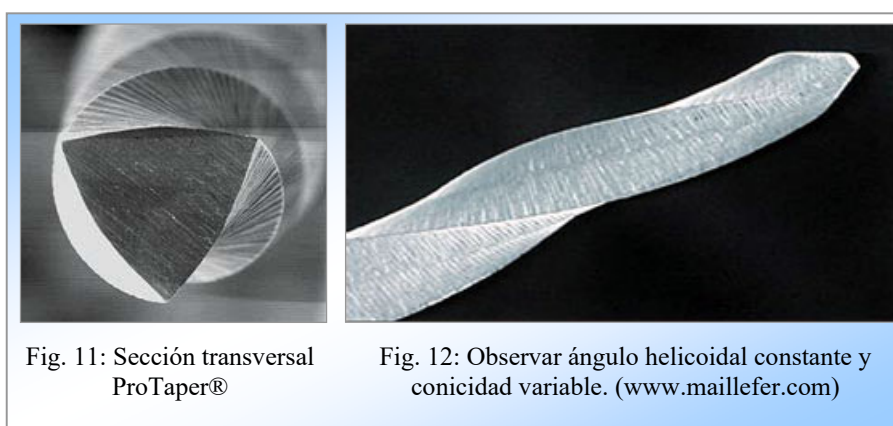 Fig. 11: Sección transversal
ProTaper®
Fig. 12: Observar ángulo helicoidal constante y
conicidad variable. (www.maillefer.com)